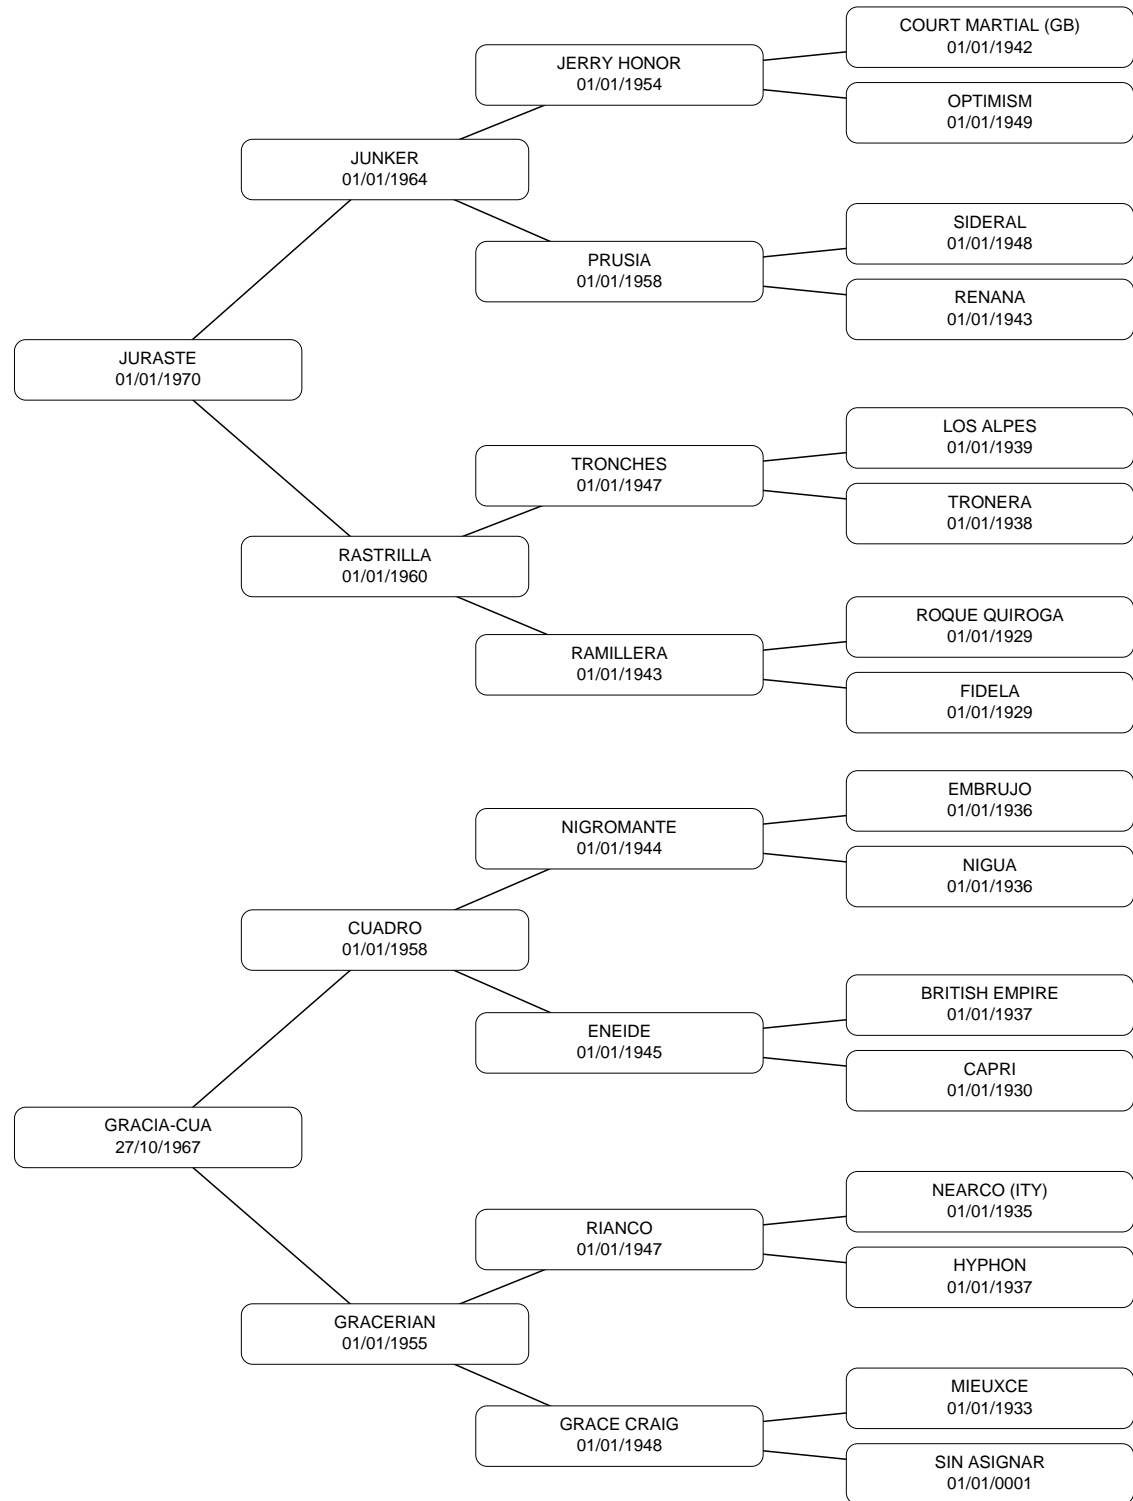 COURT MARTIAL (GB)
01/01/1942
JERRY HONOR
01/01/1954
OPTIMISM
01/01/1949
JUNKER
01/01/1964
SIDERAL
01/01/1948
PRUSIA
01/01/1958
RENANA
01/01/1943
JURASTE
01/01/1970
LOS ALPES
01/01/1939
TRONCHES
01/01/1947
TRONERA
01/01/1938
RASTRILLA
01/01/1960
ROQUE QUIROGA
01/01/1929
RAMILLERA
01/01/1943
FIDELA
01/01/1929
EMBRUJO
01/01/1936
NIGROMANTE
01/01/1944
NIGUA
01/01/1936
CUADRO
01/01/1958
BRITISH EMPIRE
01/01/1937
ENEIDE
01/01/1945
CAPRI
01/01/1930
GRACIA-CUA
27/10/1967
NEARCO (ITY)
01/01/1935
RIANCO
01/01/1947
HYPHON
01/01/1937
GRACERIAN
01/01/1955
MIEUXCE
01/01/1933
GRACE CRAIG
01/01/1948
SIN ASIGNAR
01/01/0001